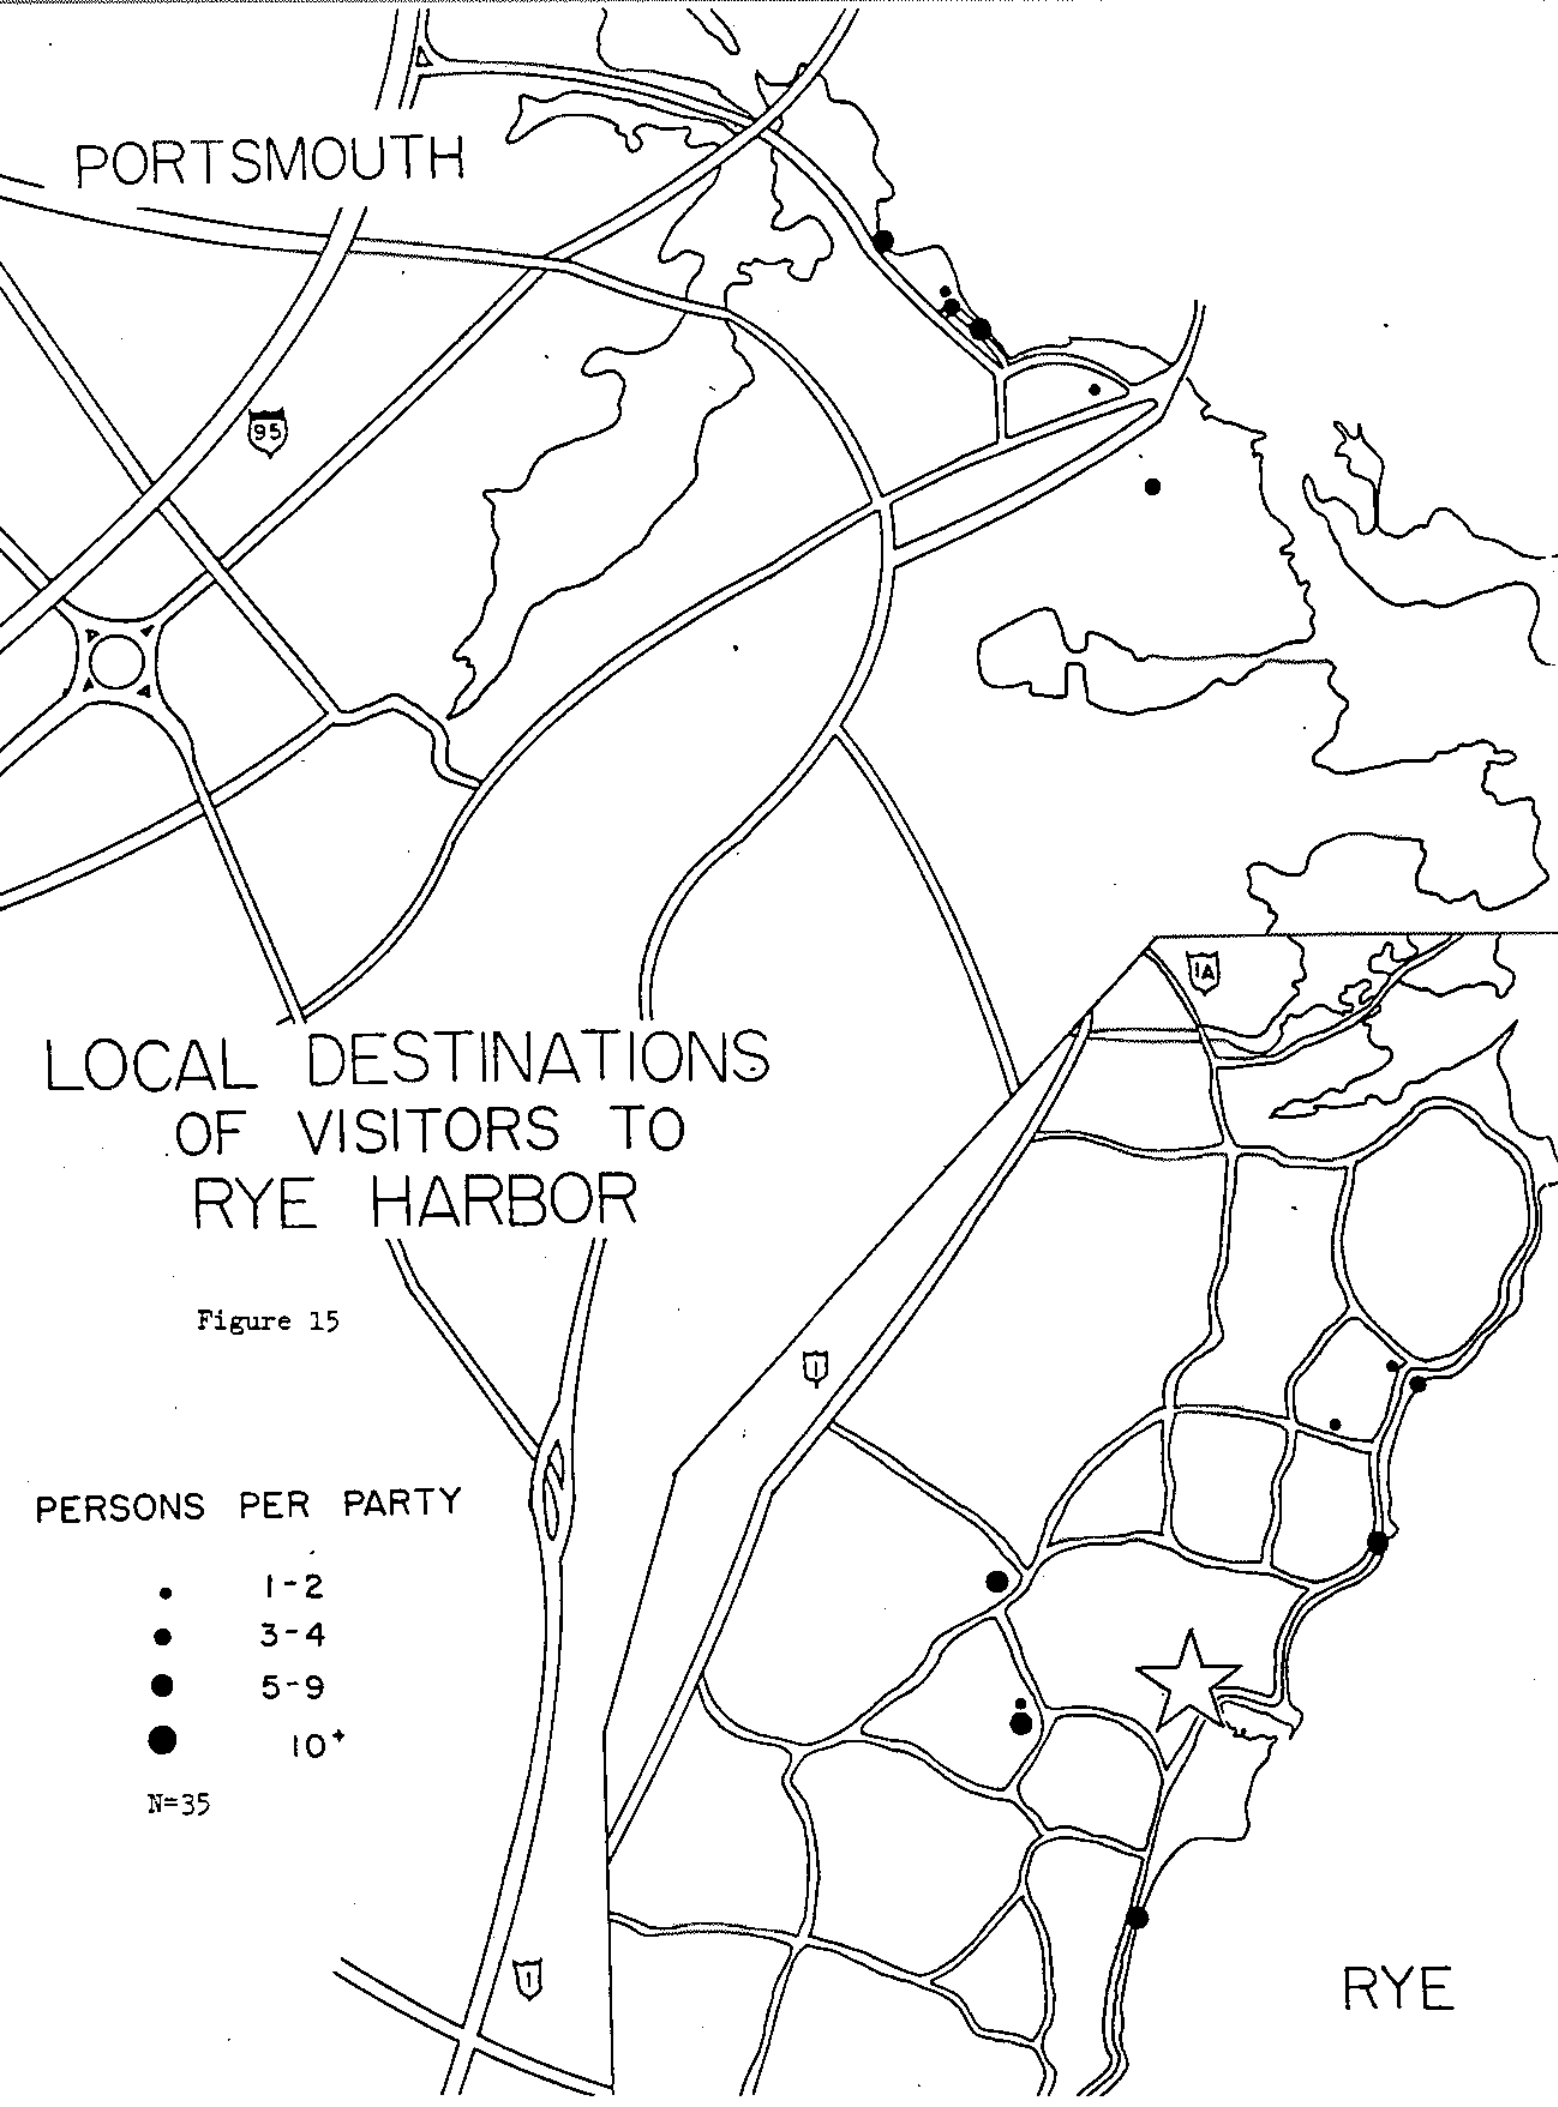 PORTSMOUTH
95
1A
LOCAL DESTINATIONS
OF VISITORS TO
RYE HARBOR
Figure 15
1
PERSONS PER PARTY
1-2
3-4
5-9
10+
N=35
1
RYE